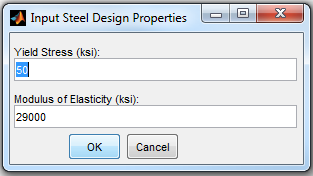 Input Steel Design Properties
Yield Stress (ksi):
50
Modulus of Elasticity (ksi):
29000
OK Cancel